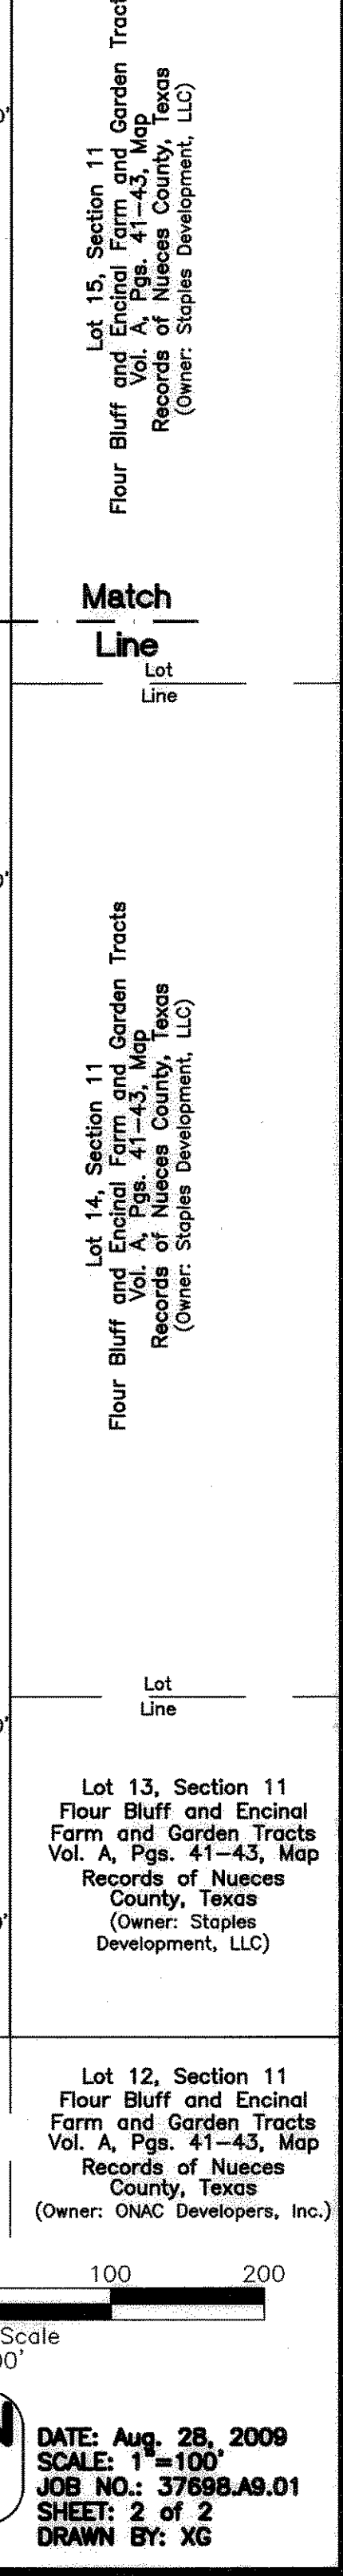 Lot 15, Section 11
Flour Bluff and Encinal Farm and Garden Tract
Vol. A, Pgs. 41-43, Map
Records of Nueces County, Texas
(Owner: Staples Development, LLC)
Match
Line
Lot
Line
Lot 14, Section 11
Flour Bluff and Encinal Farm and Garden Tracts
Vol. A, Pgs. 41-43, Map
Records of Nueces County, Texas
(Owner: Staples Development, LLC)
Lot
Line
Lot 13, Section 11
Flour Bluff and Encinal
Farm and Garden Tracts
Vol. A, Pgs. 41-43, Map
Records of Nueces
County, Texas
(Owner: Staples
Development, LLC)
Lot 12, Section 11
Flour Bluff and Encinal
Farm and Garden Tracts
Vol. A, Pgs. 41-43, Map
Records of Nueces
County, Texas
(Owner: ONAC Developers, Inc.)
100 200
Scale
00'
DATE: Aug. 28, 2009
SCALE: 1"=100'
JOB NO.: 37698.A9.01
SHEET: 2 of 2
DRAWN BY: XG